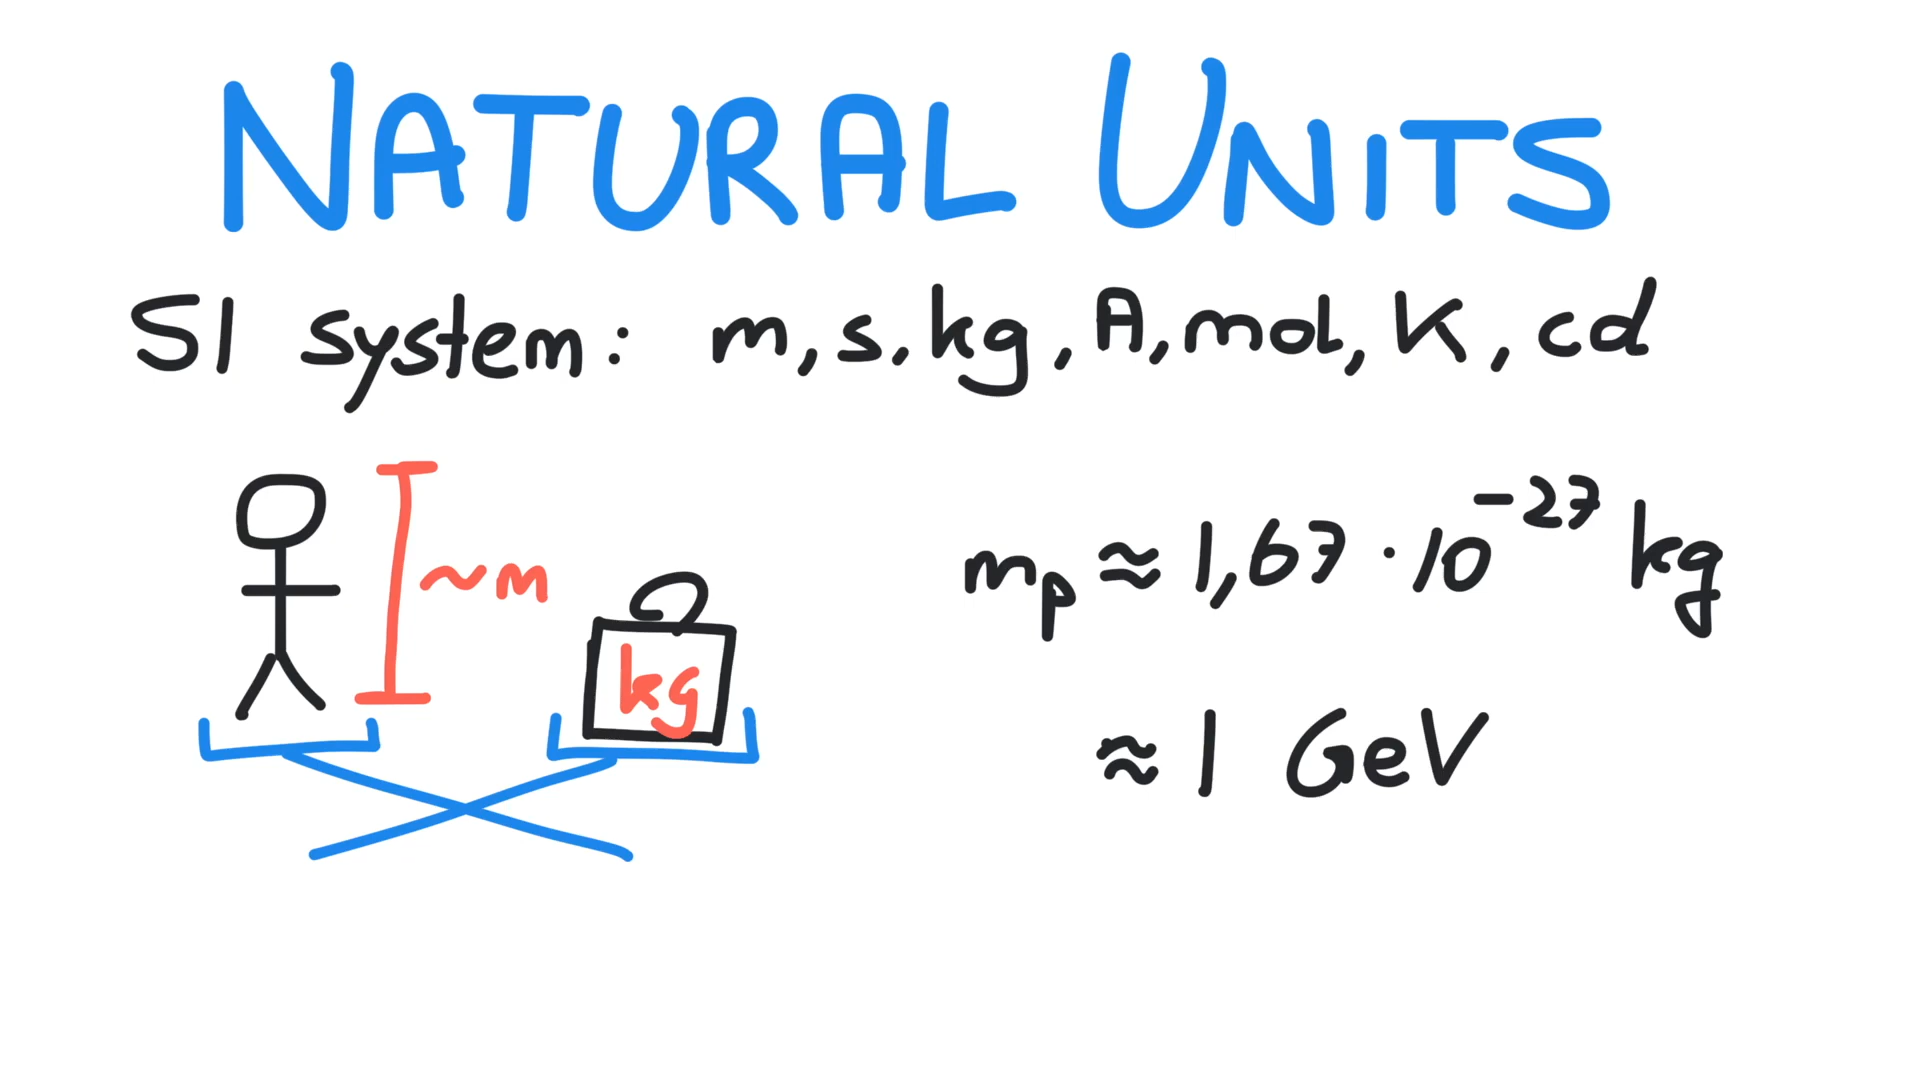 NATURAL UNITS
SI system: m, s, kg, A, mol, K, cd
~m
kg
mp ≈ 1,67 · 10^-27 kg
≈ 1 GeV